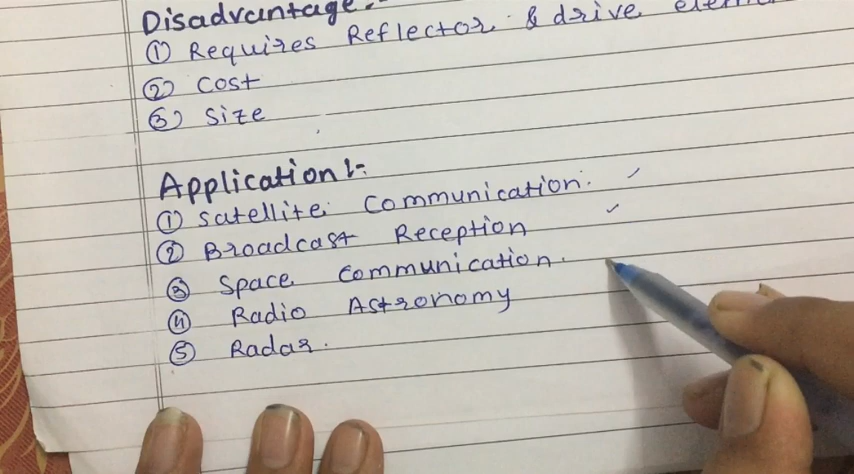 Disadvantage:-
① Requires Reflector & drive
② Cost
③ Size
Application:-
① Satellite Communication.
② Broadcast Reception
③ Space Communication.
④ Radio Astronomy
⑤ Radar.